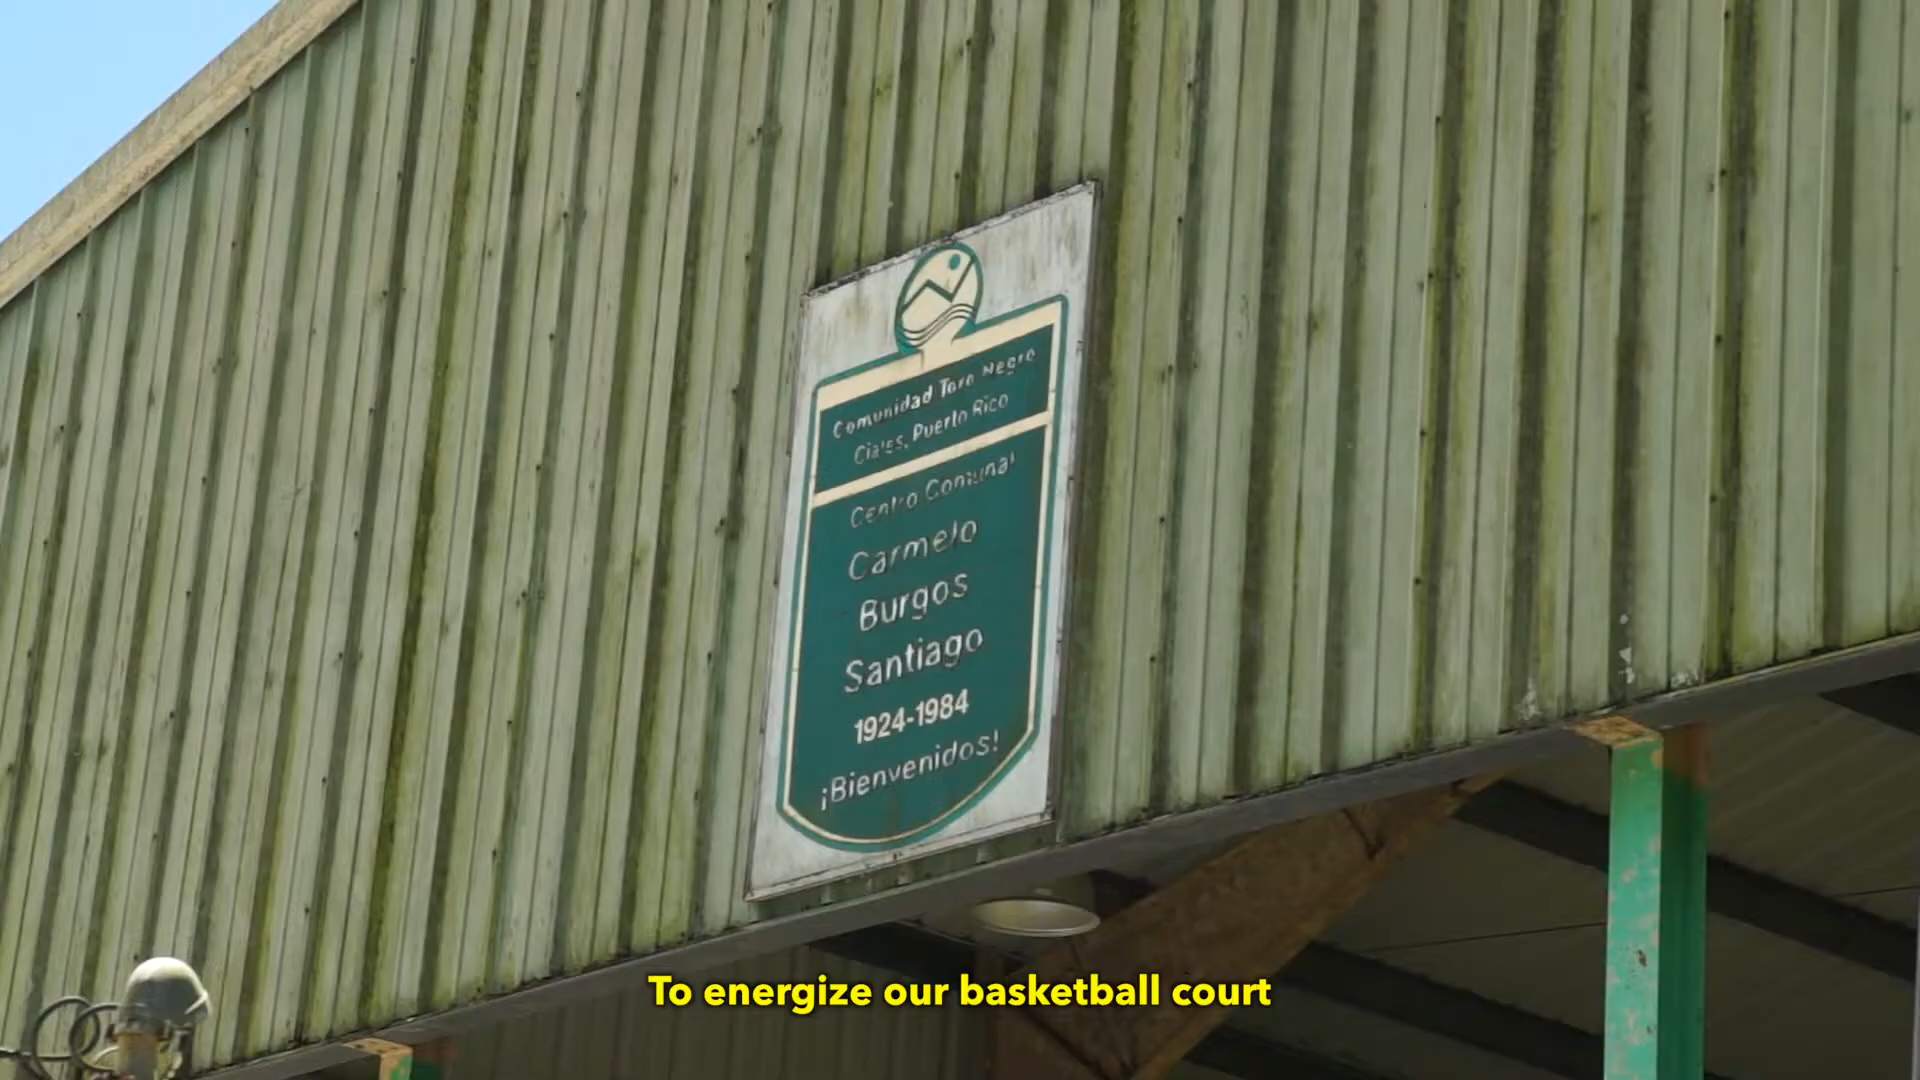 Comunidad Toro Negro
Ciales, Puerto Rico
Centro Comunal
Carmelo
Burgos
Santiago
1924-1984
¡Bienvenidos!
To energize our basketball court